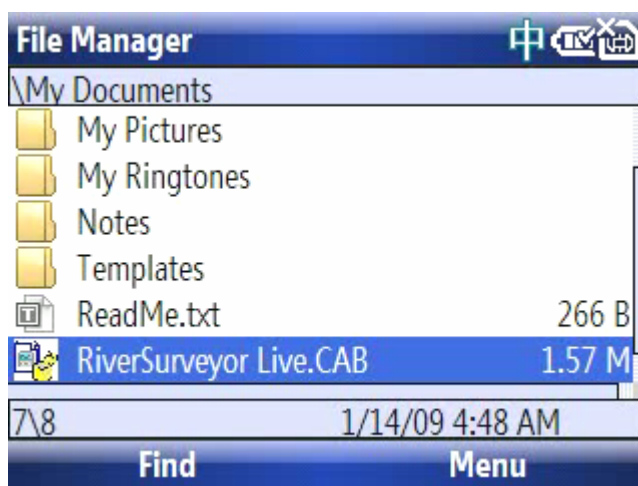 File Manager 中
\My Documents
My Pictures
My Ringtones
Notes
Templates
ReadMe.txt 266 B
RiverSurveyor Live.CAB 1.57 M
7\8 1/14/09 4:48 AM
Find Menu